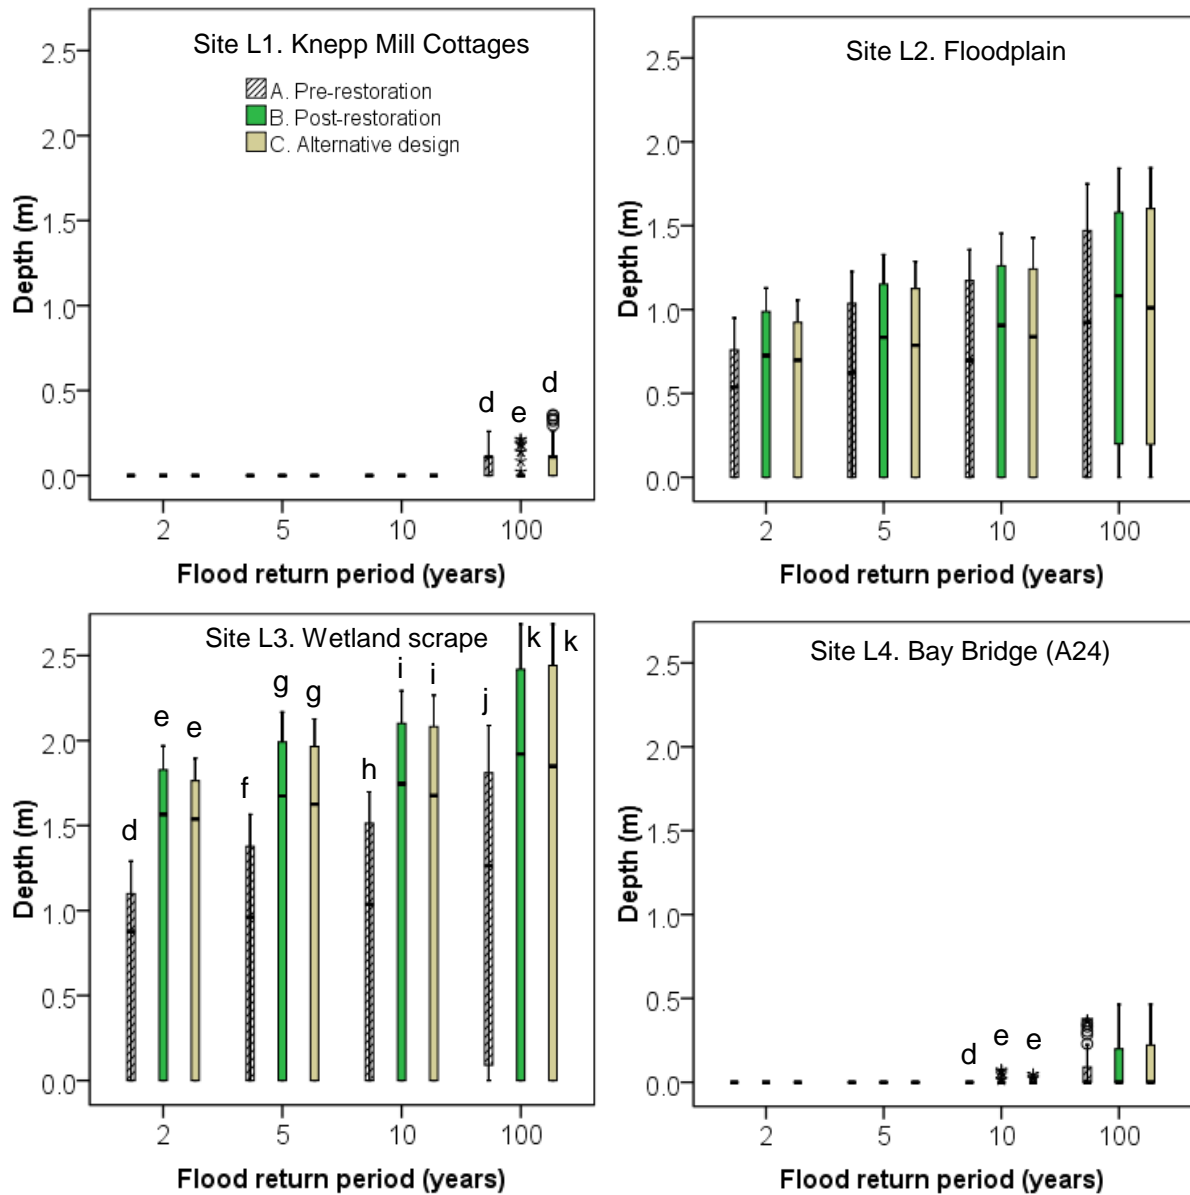 Site L1. Knepp Mill Cottages
A. Pre-restoration
B. Post-restoration
C. Alternative design
2.5
2.0
1.5
1.0
0.5
0.0
Depth (m)
d e d
2 5 10 100
Flood return period (years)
Site L2. Floodplain
2.5
2.0
1.5
1.0
0.5
0.0
Depth (m)
2 5 10 100
Flood return period (years)
Site L3. Wetland scrape
2.5
2.0
1.5
1.0
0.5
0.0
Depth (m)
d e e f g g h i i j k k
2 5 10 100
Flood return period (years)
Site L4. Bay Bridge (A24)
2.5
2.0
1.5
1.0
0.5
0.0
Depth (m)
d e e
2 5 10 100
Flood return period (years)